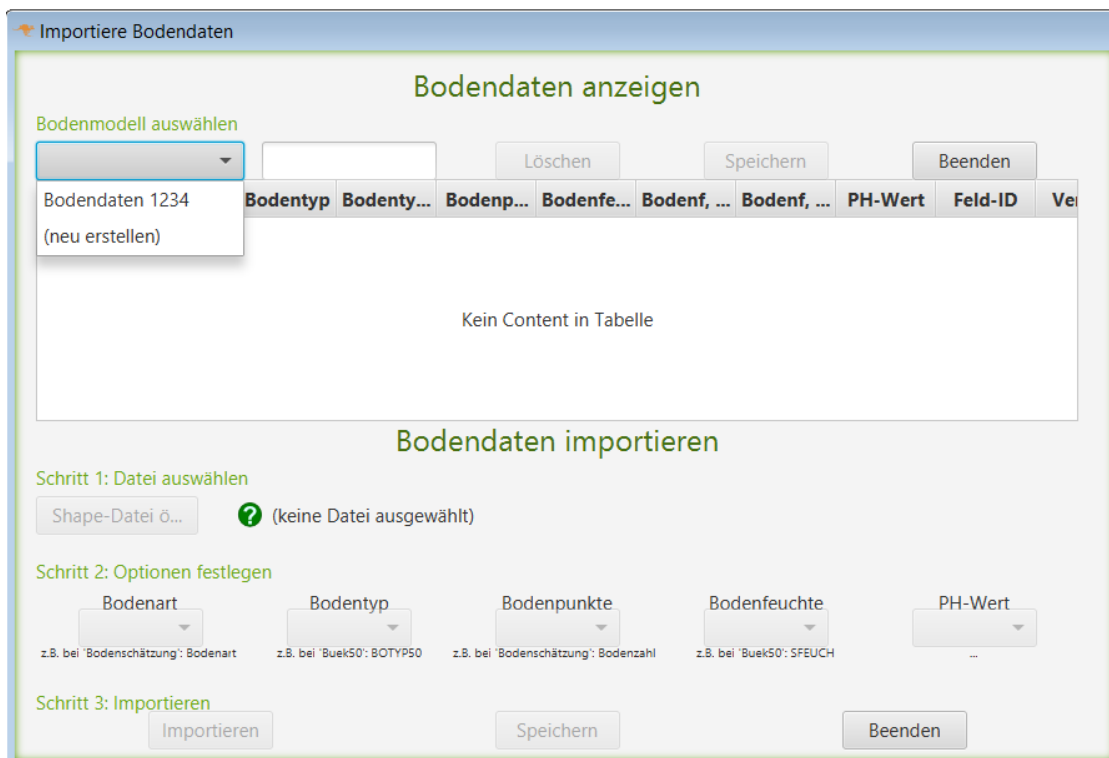 Importiere Bodendaten
Bodendaten anzeigen
Bodenmodell auswählen
Löschen Speichern Beenden
Bodendaten 1234
(neu erstellen)
Bodentyp Bodenty... Bodenp... Bodenfe... Bodenf, ... Bodenf, ... PH-Wert Feld-ID
Kein Content in Tabelle
Bodendaten importieren
Schritt 1: Datei auswählen
Shape-Datei ö... ? (keine Datei ausgewählt)
Schritt 2: Optionen festlegen
Bodenart Bodentyp Bodenpunkte Bodenfeuchte PH-Wert
z.B. bei 'Bodenschätzung': Bodenart z.B. bei 'Buek50': BOTYP50 z.B. bei 'Bodenschätzung': Bodenzahl z.B. bei 'Buek50': SFEUCH ...
Schritt 3: Importieren
Importieren Speichern Beenden